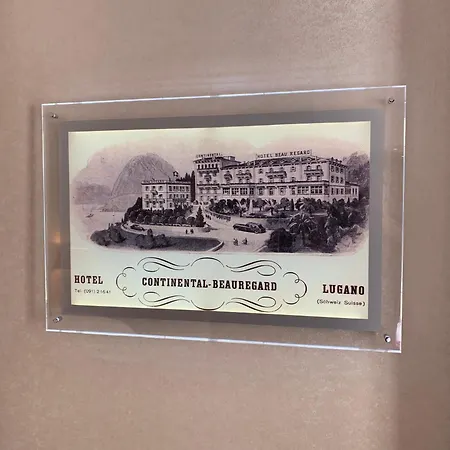 CONTINENTAL
HOTEL BEAU REGARD
HOTEL
CONTINENTAL-BEAUREGARD
LUGANO
(Schweiz Suisse)